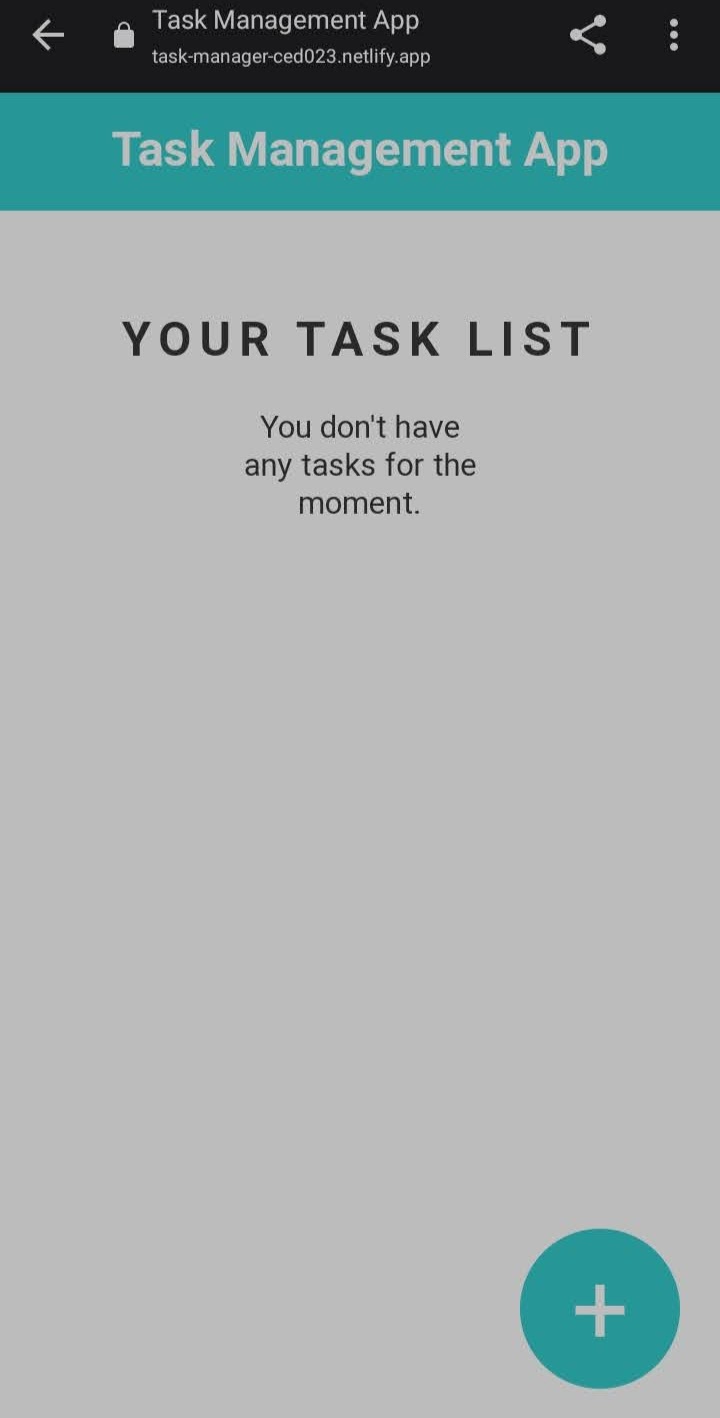 Task Management App
task-manager-ced023.netlify.app
Task Management App
YOUR TASK LIST
You don't have
any tasks for the
moment.
+